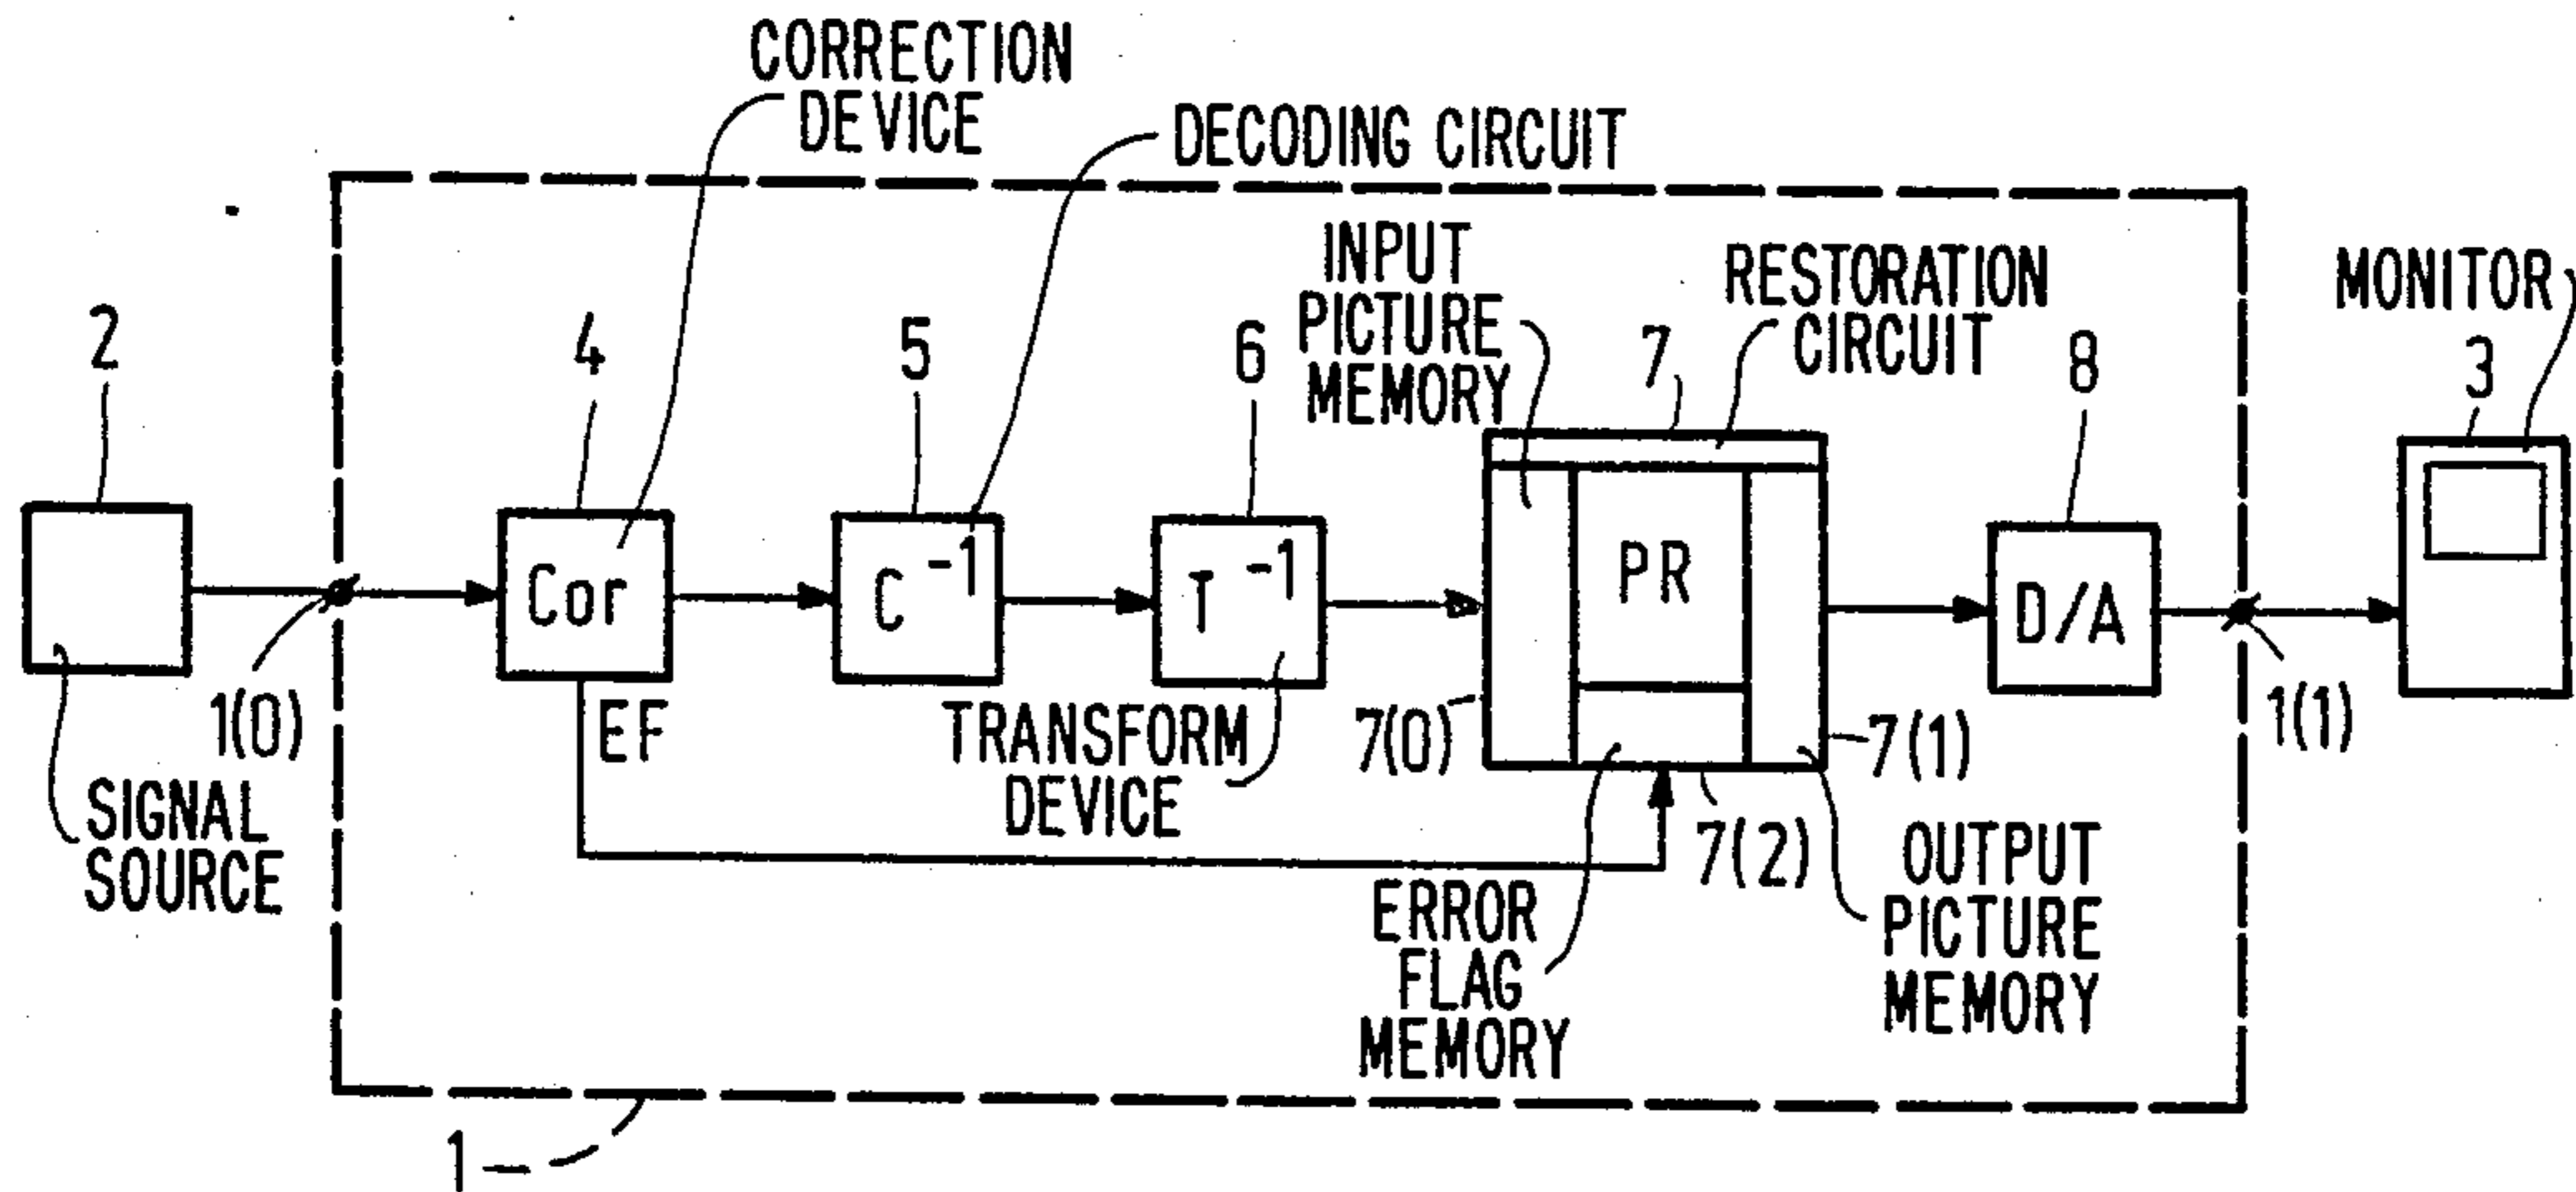 CORRECTION
DEVICE
DECODING CIRCUIT
INPUT
PICTURE
MEMORY
RESTORATION
CIRCUIT
MONITOR
2
4
5
6
7
8
3
Cor
C⁻¹
T⁻¹
PR
D/A
1(0)
EF
TRANSFORM
DEVICE
7(0)
7(1)
1(1)
SIGNAL
SOURCE
7(2)
ERROR
FLAG
MEMORY
OUTPUT
PICTURE
MEMORY
1